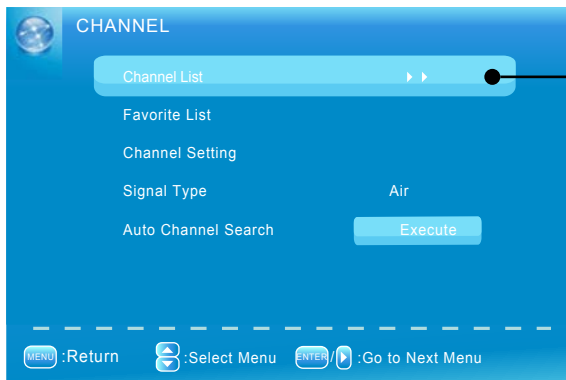 CHANNEL
Channel List
Favorite List
Channel Setting
Signal Type Air
Auto Channel Search Execute
MENU :Return :Select Menu ENTER / :Go to Next Menu